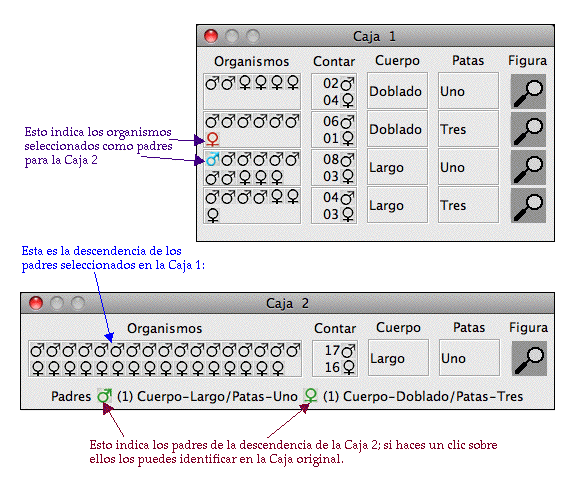 Caja 1
Organismos Contar Cuerpo Patas Figura
02♂ Doblado Uno
04♀
Esto indica los organismos
seleccionados como padres
para la Caja 2
06♂ Doblado Tres
01♀
08♂ Largo Uno
03♀
04♂ Largo Tres
03♀
Esta es la descendencia de los
padres seleccionados en la Caja 1:
Caja 2
Organismos Contar Cuerpo Patas Figura
17♂ Largo Uno
16♀
Padres ♂ (1) Cuerpo-Largo/Patas-Uno ♀ (1) Cuerpo-Doblado/Patas-Tres
Esto indica los padres de la descendencia de la Caja 2; si haces un clic sobre
ellos los puedes identificar en la Caja original.